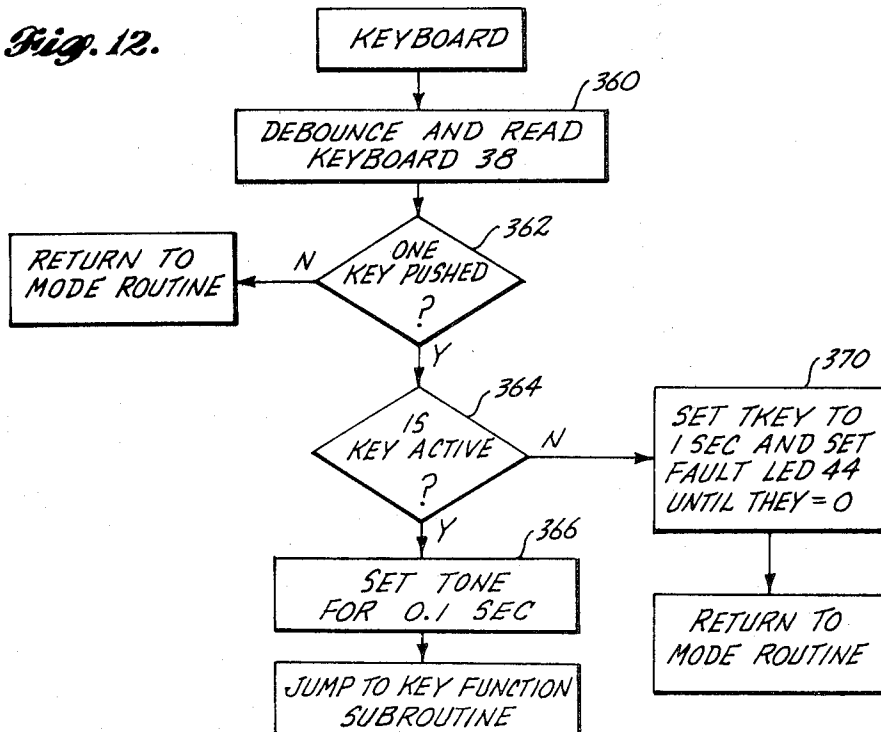 Fig. 12.
KEYBOARD
360
DEBOUNCE AND READ
KEYBOARD 38
362
ONE
KEY PUSHED
?
N
RETURN TO
MODE ROUTINE
Y
364
IS
KEY ACTIVE
?
N
370
SET TKEY TO
1 SEC AND SET
FAULT LED 44
UNTIL THEY = 0
RETURN TO
MODE ROUTINE
Y
366
SET TONE
FOR 0.1 SEC
JUMP TO KEY FUNCTION
SUBROUTINE